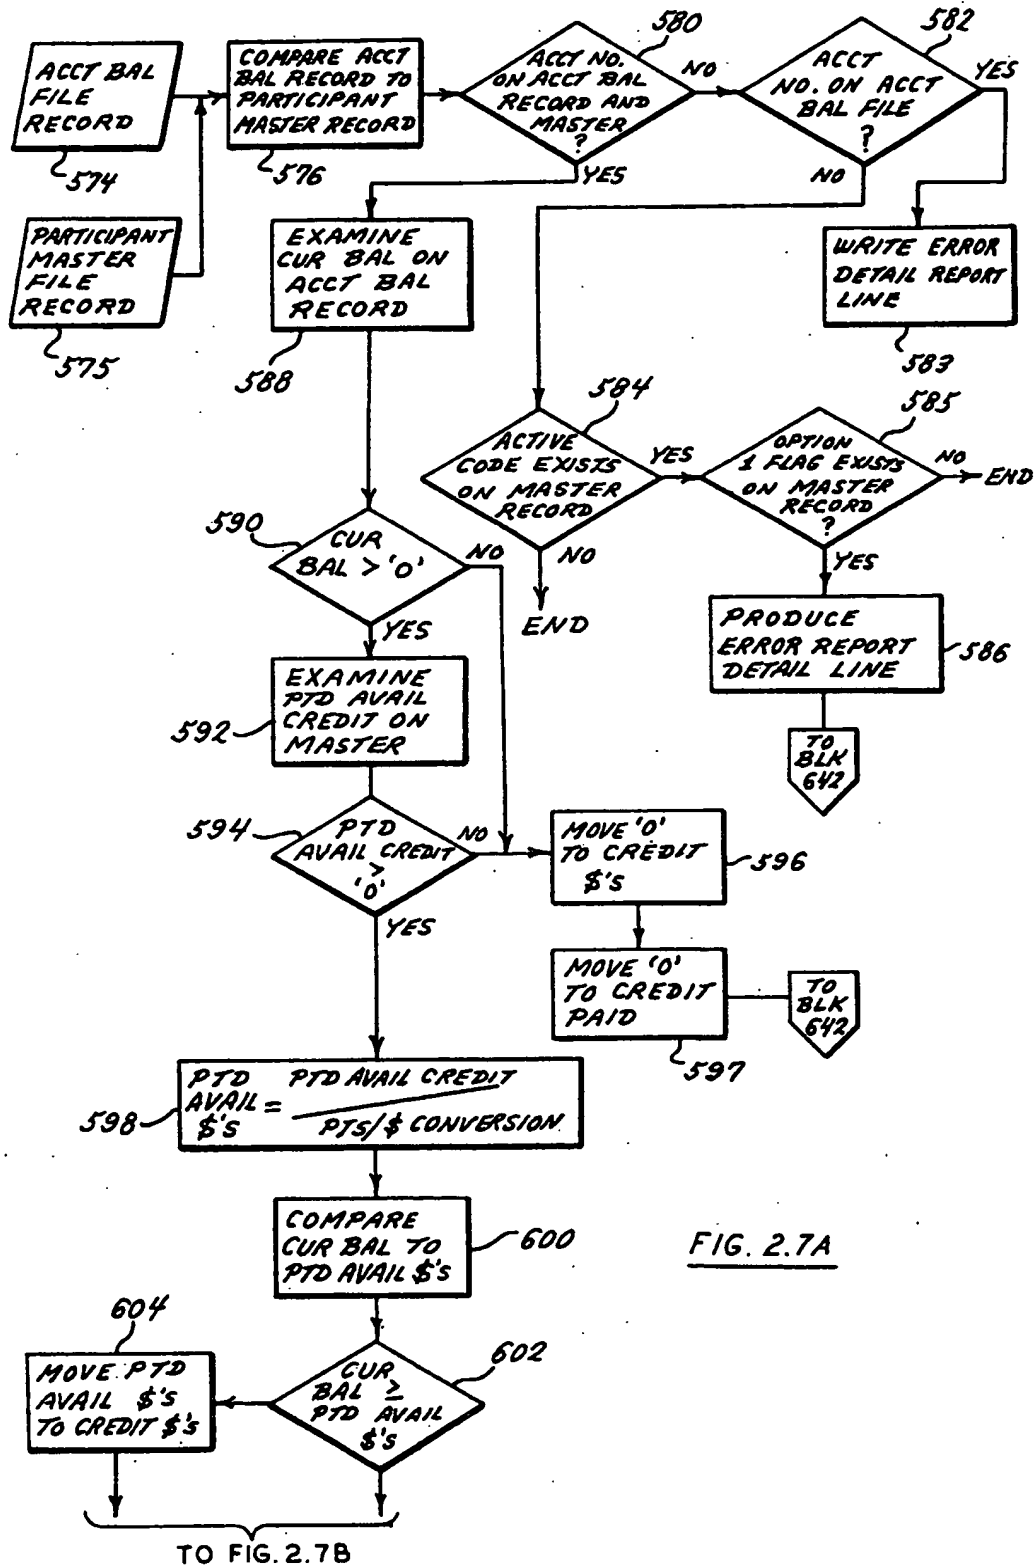 ACCT BAL
FILE
RECORD
574
PARTICIPANT
MASTER
FILE
RECORD
575
COMPARE ACCT
BAL RECORD TO
PARTICIPANT
MASTER RECORD
576
ACCT NO.
ON ACCT BAL
RECORD AND
MASTER
?
580
NO
YES
ACCT
NO. ON ACCT
BAL FILE
?
582
YES
NO
WRITE ERROR
DETAIL REPORT
LINE
583
EXAMINE
CUR BAL ON
ACCT BAL
RECORD
588
ACTIVE
CODE EXISTS
ON MASTER
RECORD
584
YES
NO
END
OPTION
1 FLAG EXISTS
ON MASTER
RECORD
?
585
NO
END
YES
PRODUCE
ERROR REPORT
DETAIL LINE
586
TO
BLK
642
590
CUR
BAL > '0'
NO
YES
EXAMINE
PTD AVAIL
CREDIT ON
MASTER
592
594
PTD
AVAIL CREDIT
>
'0'
NO
YES
MOVE '0'
TO CREDIT
$'s
596
MOVE '0'
TO CREDIT
PAID
597
TO
BLK
642
598
PTD
AVAIL
$'s
=
PTD AVAIL CREDIT
PTS/$ CONVERSION
COMPARE
CUR BAL TO
PTD AVAIL $'s
600
FIG. 2.7A
604
MOVE PTD
AVAIL $'s
TO CREDIT $'s
CUR
BAL ≥
PTD AVAIL
$'s
602
TO FIG. 2.7B